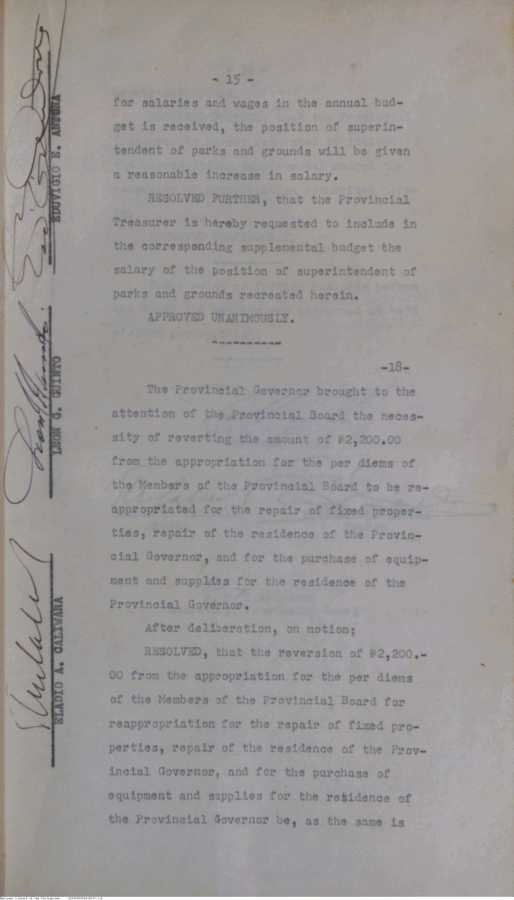 - 15 -
for salaries and wages in the annual bud-
get is received, the position of superin-
tendent of parks and grounds will be given
a reasonable increase in salary.
RESOLVED FURTHER, that the Provincial
Treasurer is hereby requested to include in
the corresponding supplemental budget the
salary of the position of superintendent of
parks and grounds recreated herein.
APPROVED UNANIMOUSLY.
-----------
-18-
The Provincial Governor brought to the
attention of the Provincial Board the neces-
sity of reverting the amount of ₱2,200.00
from the appropriation for the per diems of
the Members of the Provincial Board to be re-
appropriated for the repair of fixed proper-
ties, repair of the residence of the Provin-
cial Governor, and for the purchase of equip-
ment and supplies for the residence of the
Provincial Governor.
After deliberation, on motion;
RESOLVED, that the reversion of ₱2,200.-
00 from the appropriation for the per diems
of the Members of the Provincial Board for
reappropriation for the repair of fixed pro-
perties, repair of the residence of the Prov-
incial Governor, and for the purchase of
equipment and supplies for the residence of
the Provincial Governor be, as the same is
EDUVIGIO E. ANTONA
LEON G. GUINTO
ELADIO A. CALIWARA